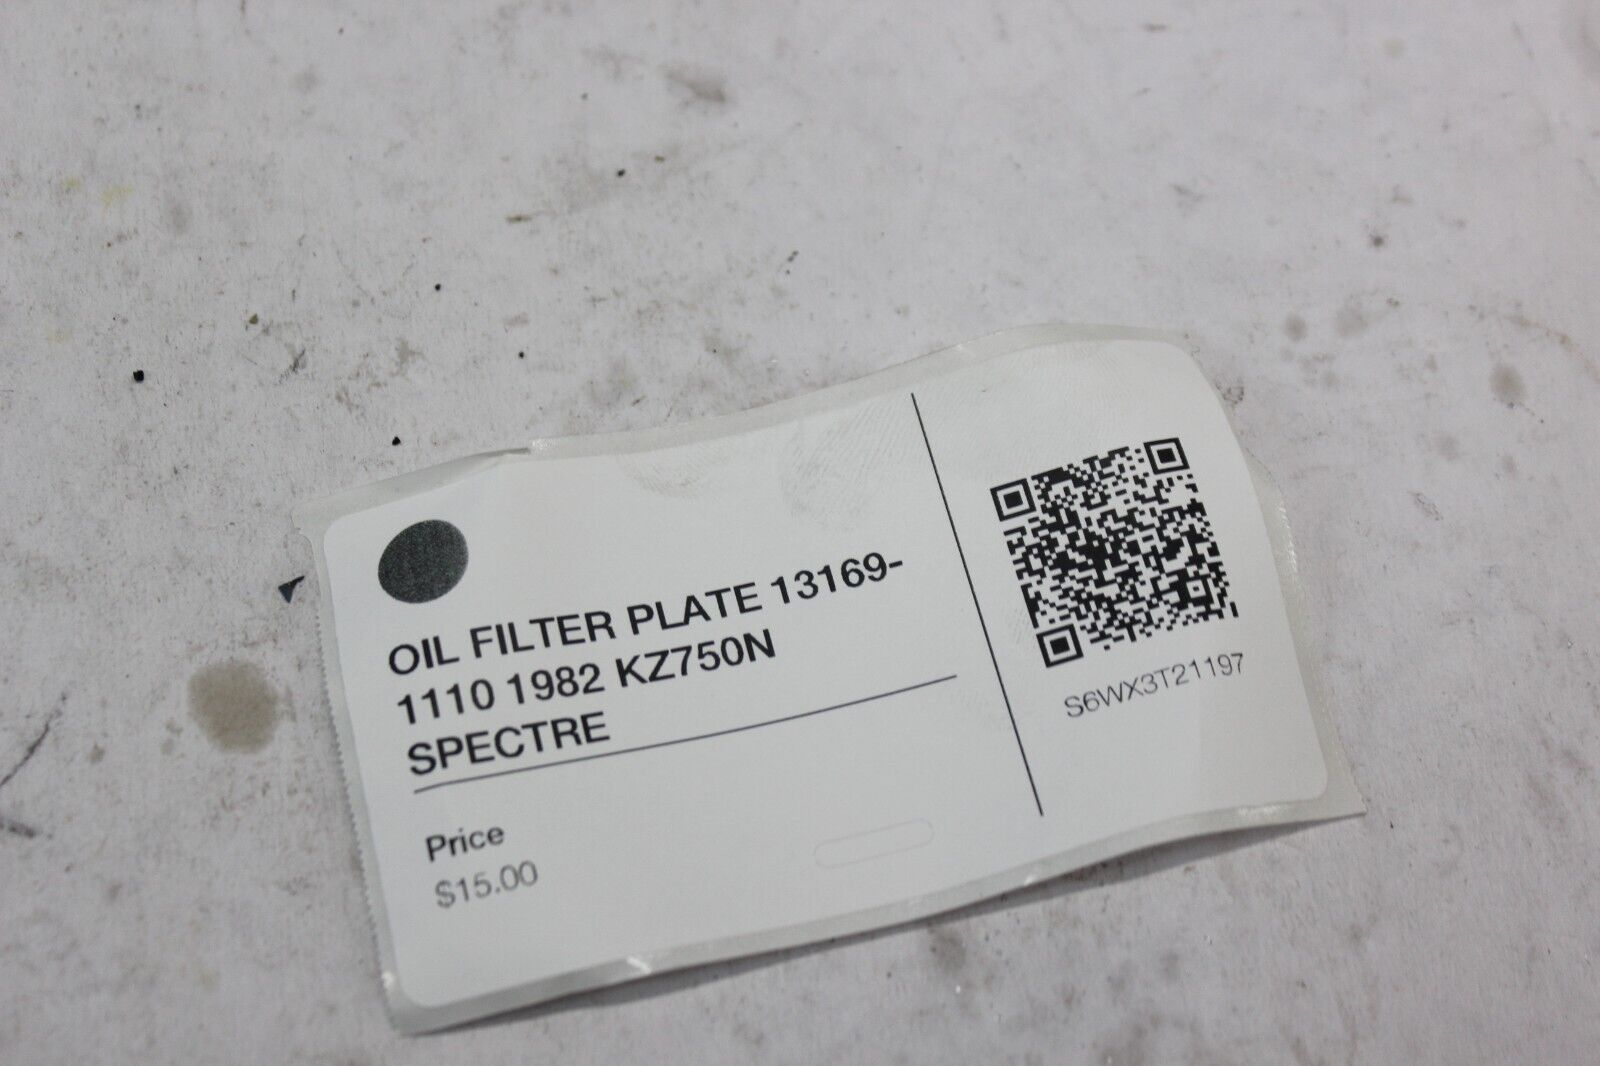 OIL FILTER PLATE 13169-
1110 1982 KZ750N
SPECTRE
Price
$15.00
S6WX3T21197